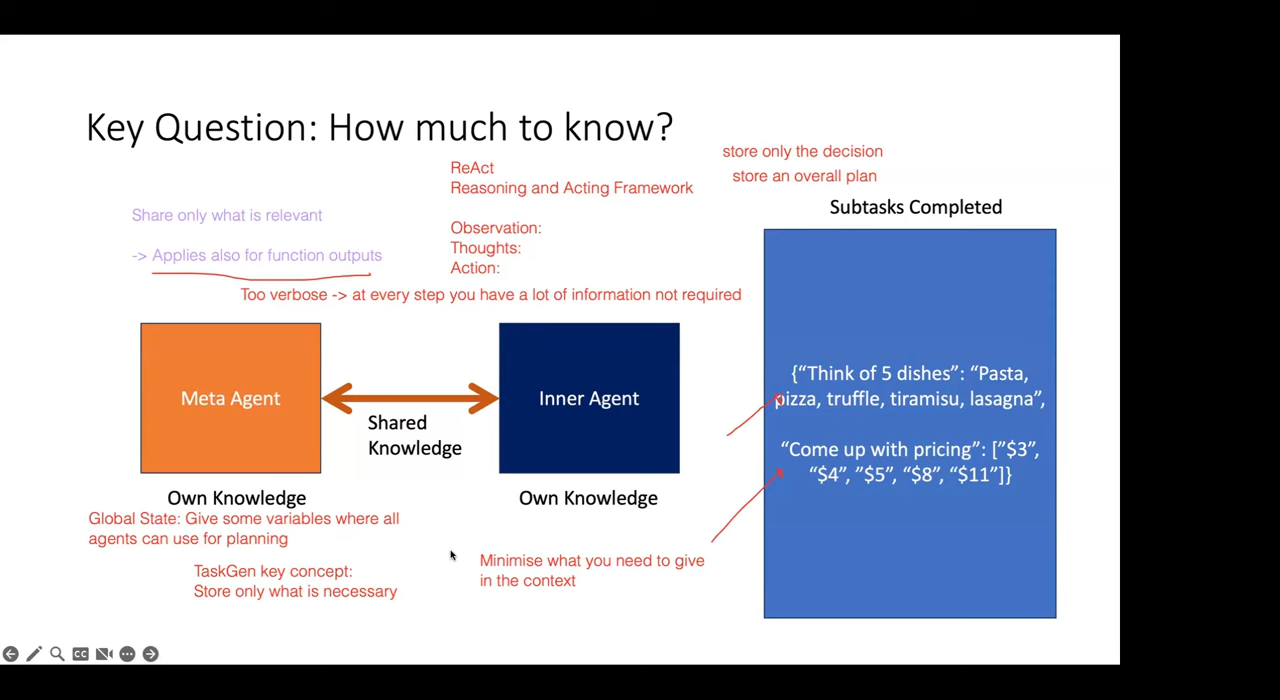 Key Question: How much to know?
store only the decision
store an overall plan
ReAct
Reasoning and Acting Framework
Share only what is relevant
-> Applies also for function outputs
Observation:
Thoughts:
Action:
Too verbose -> at every step you have a lot of information not required
Subtasks Completed
Meta Agent
Shared
Knowledge
Inner Agent
{“Think of 5 dishes”: “Pasta,
pizza, truffle, tiramisu, lasagna”,
“Come up with pricing”: [”$3”,
“$4”, ”$5”, “$8”, “$11”]}
Own Knowledge
Own Knowledge
Global State: Give some variables where all
agents can use for planning
TaskGen key concept:
Store only what is necessary
Minimise what you need to give
in the context
CC